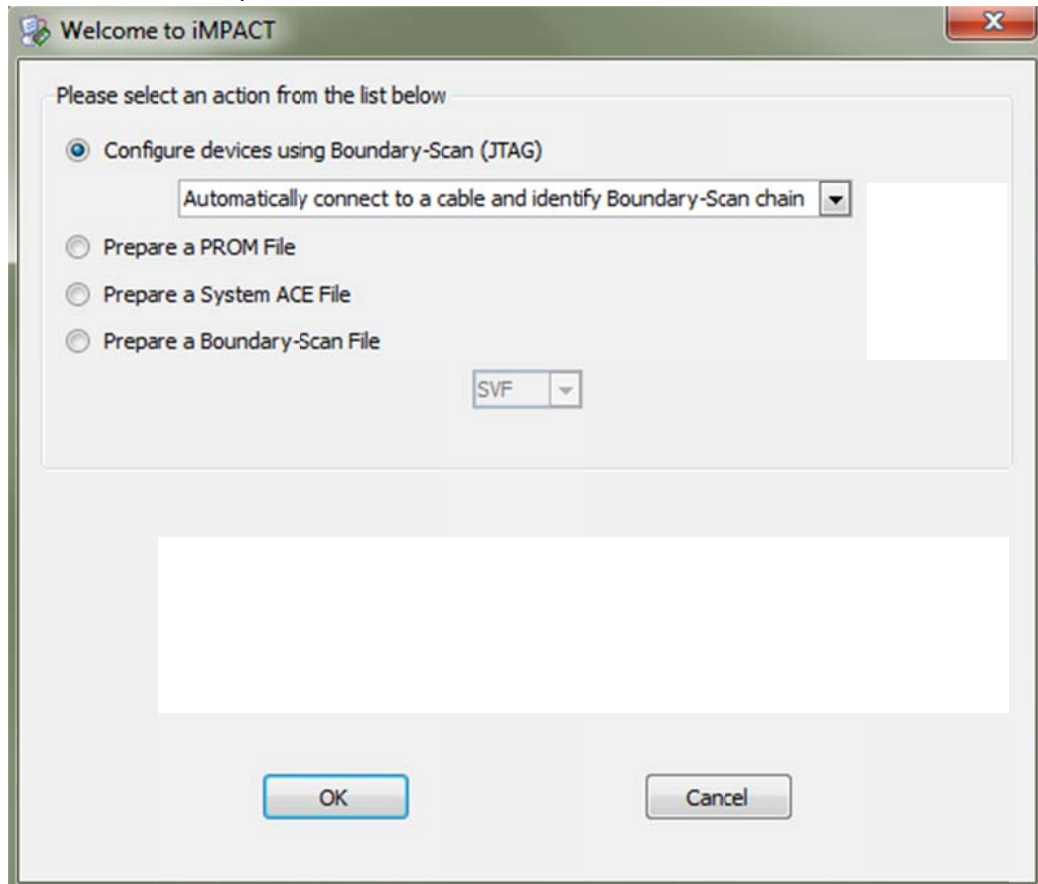 Welcome to iMPACT
Please select an action from the list below
Configure devices using Boundary-Scan (JTAG)
Automatically connect to a cable and identify Boundary-Scan chain
Prepare a PROM File
Prepare a System ACE File
Prepare a Boundary-Scan File
SVF
OK Cancel